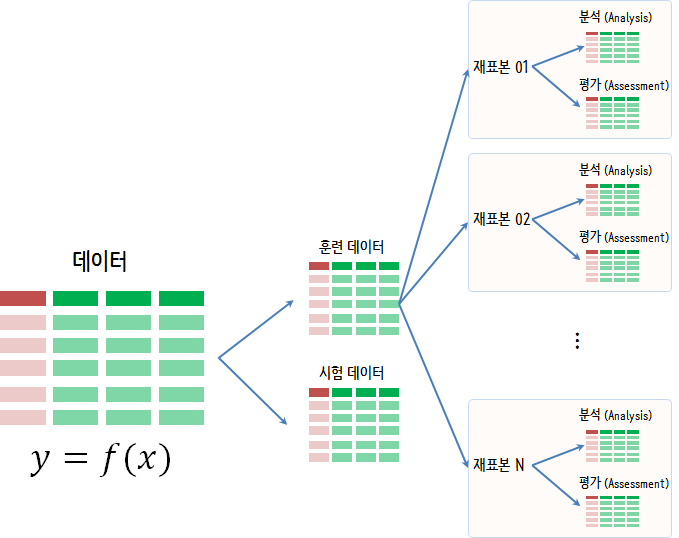 데이터
y = f(x)
훈련 데이터
시험 데이터
재표본 01
분석 (Analysis)
평가 (Assessment)
재표본 02
분석 (Analysis)
평가 (Assessment)
⋮
재표본 N
분석 (Analysis)
평가 (Assessment)